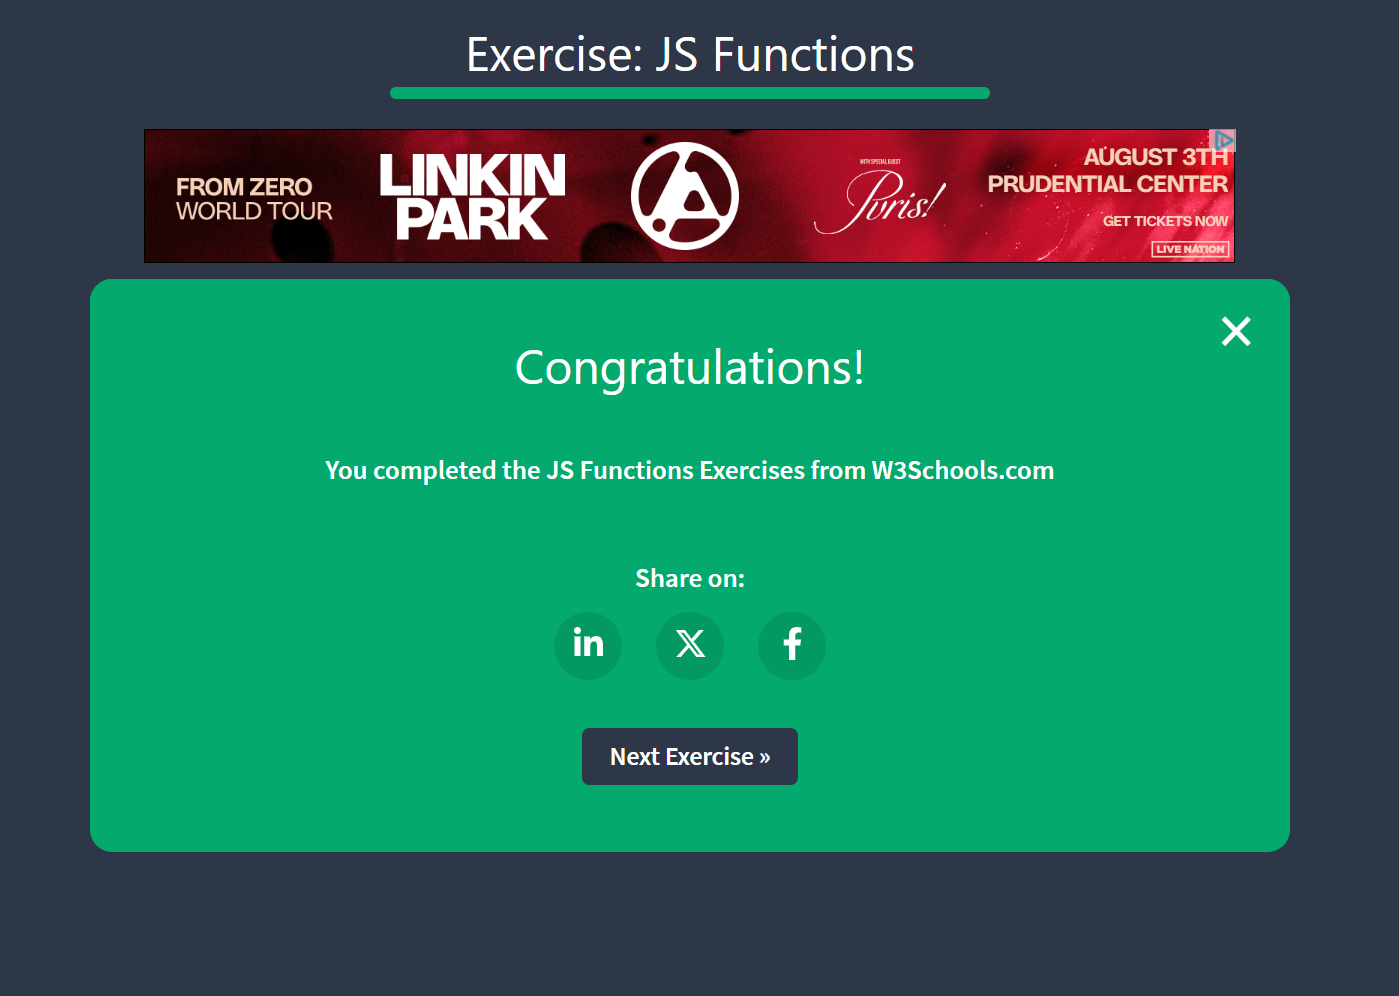 Exercise: JS Functions
FROM ZERO
WORLD TOUR
LINKIN
PARK
WITH SPECIAL GUEST
Pvris!
AUGUST 3TH
PRUDENTIAL CENTER
GET TICKETS NOW
LIVE NATION
Congratulations!
You completed the JS Functions Exercises from W3Schools.com
Share on:
in X f
Next Exercise »